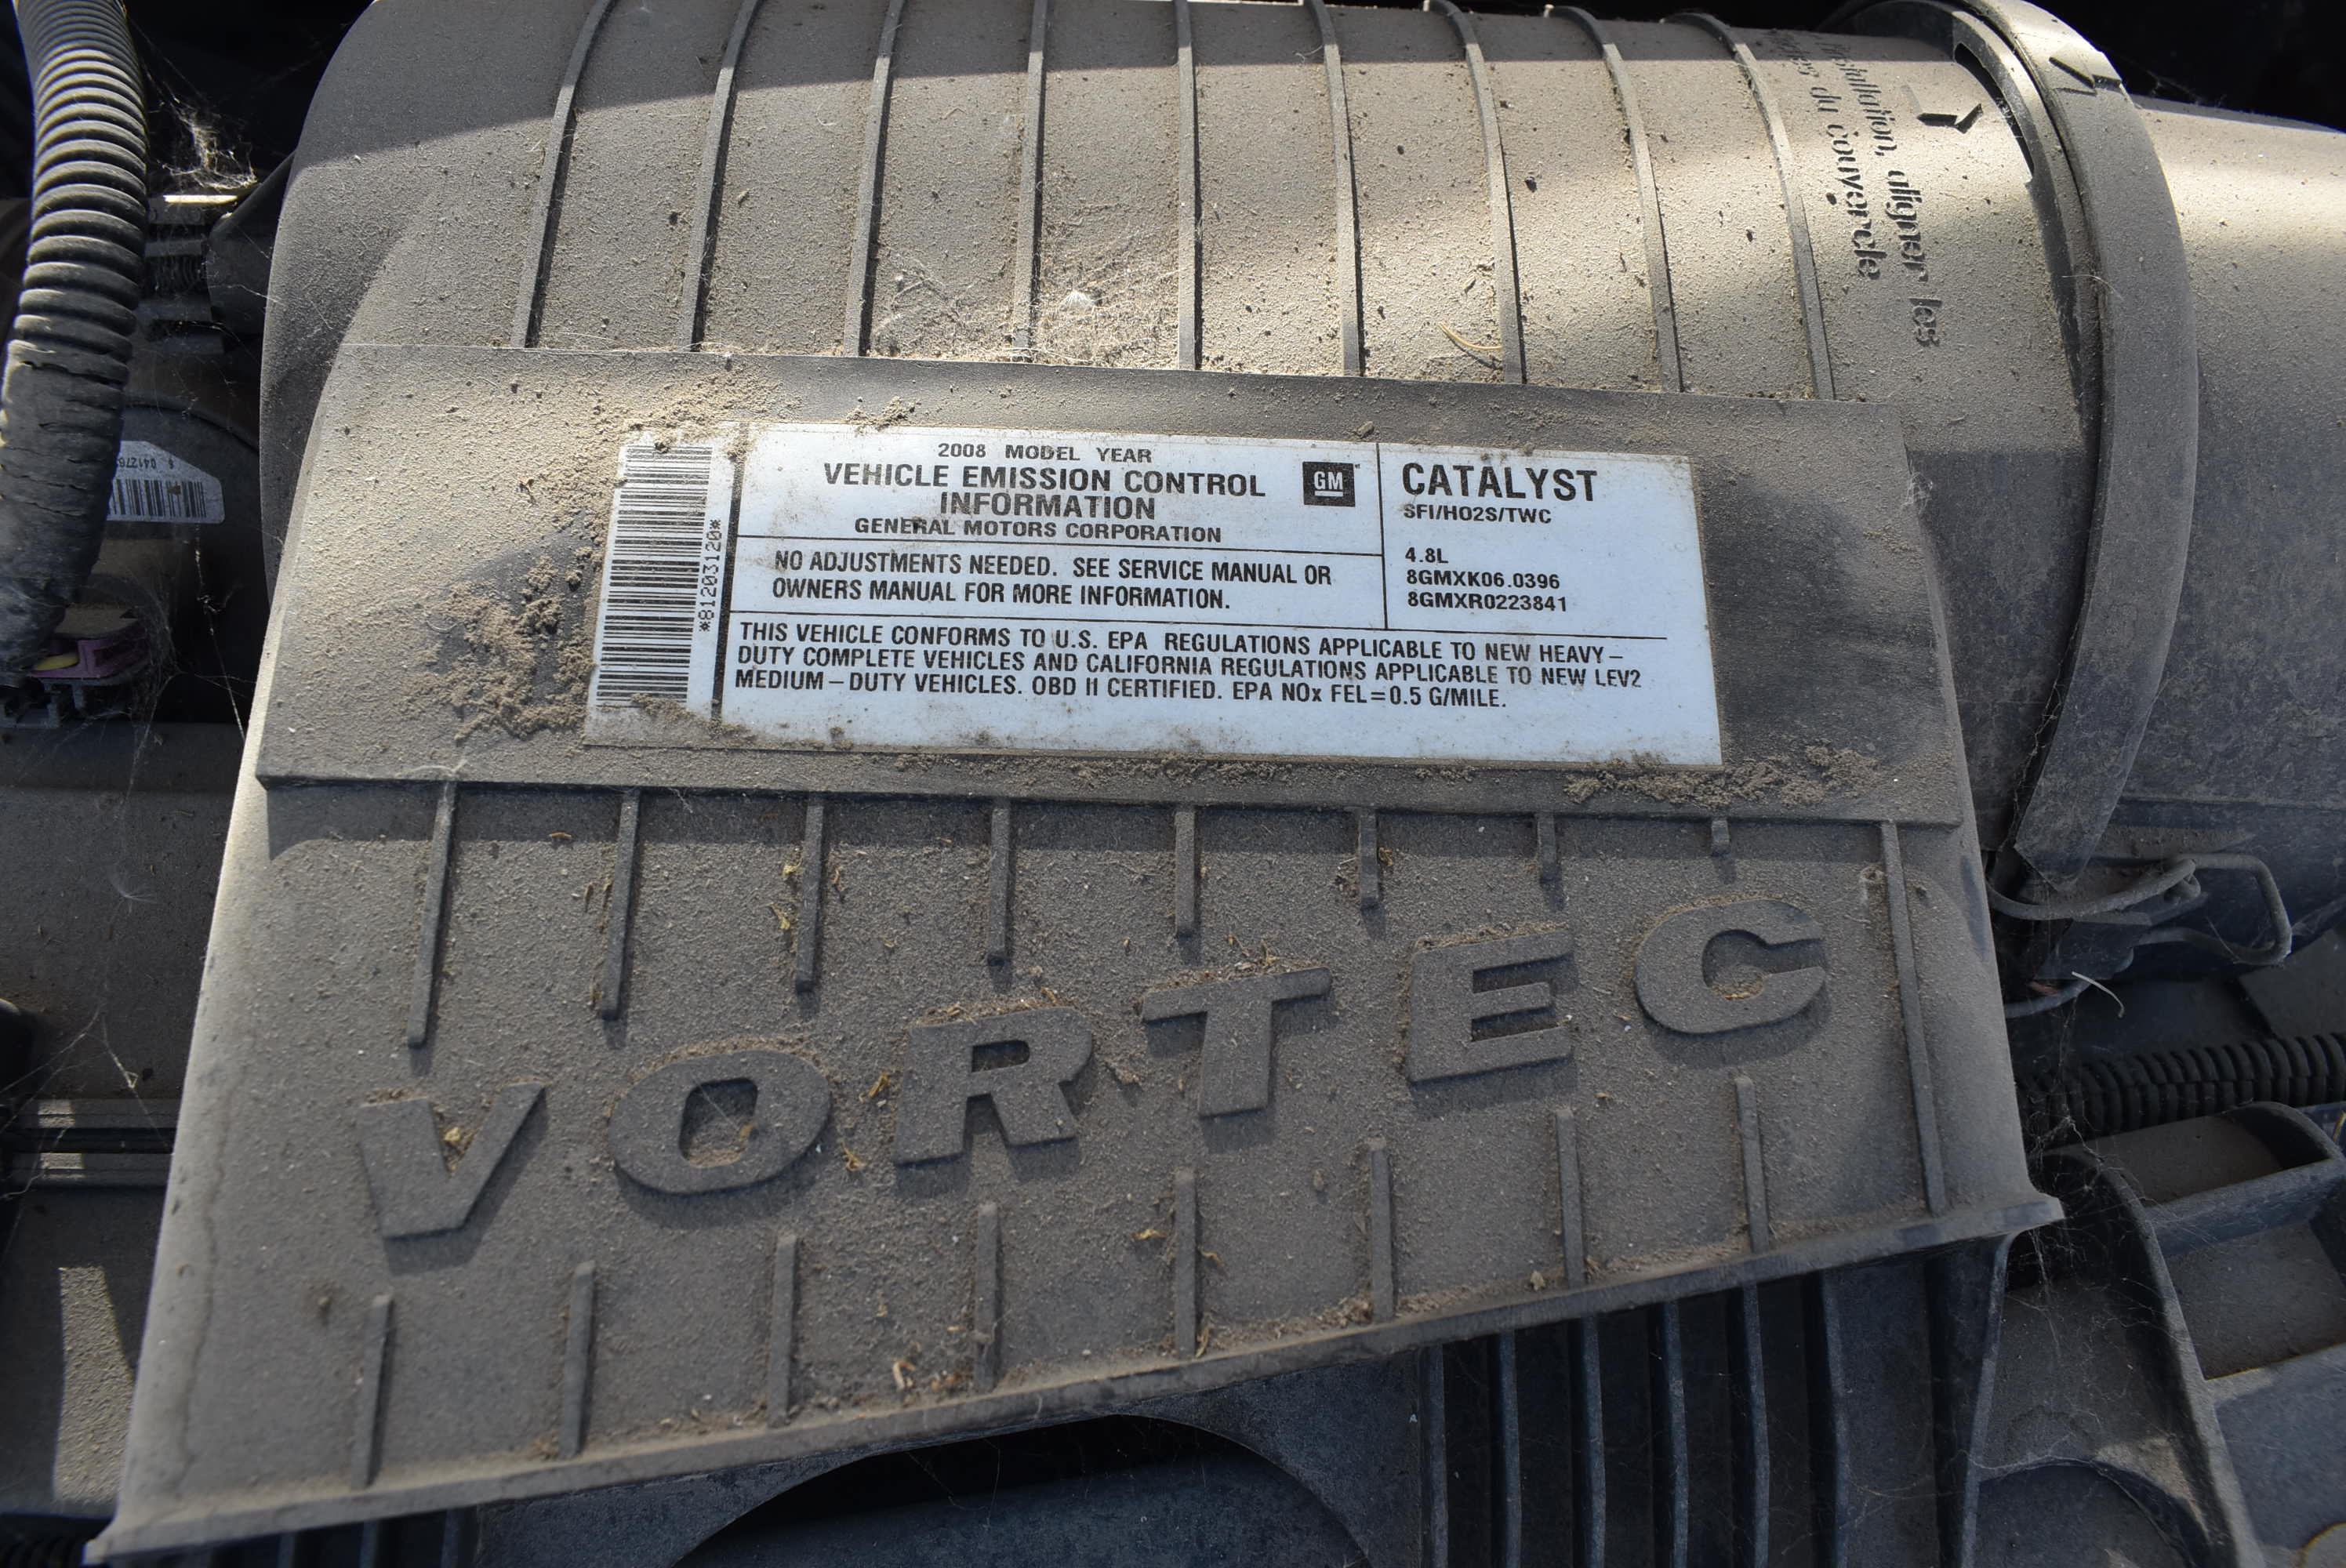 l'installation, aligner les
flèches du couvercle
2008 MODEL YEAR
VEHICLE EMISSION CONTROL
INFORMATION
GENERAL MOTORS CORPORATION
GM
CATALYST
SFI/HO2S/TWC
4.8L
8GMXK06.0396
8GMXR0223841
NO ADJUSTMENTS NEEDED. SEE SERVICE MANUAL OR
OWNERS MANUAL FOR MORE INFORMATION.
THIS VEHICLE CONFORMS TO U.S. EPA REGULATIONS APPLICABLE TO NEW HEAVY–
DUTY COMPLETE VEHICLES AND CALIFORNIA REGULATIONS APPLICABLE TO NEW LEV2
MEDIUM–DUTY VEHICLES. OBD II CERTIFIED. EPA NOx FEL=0.5 G/MILE.
*81203120*
VORTEC